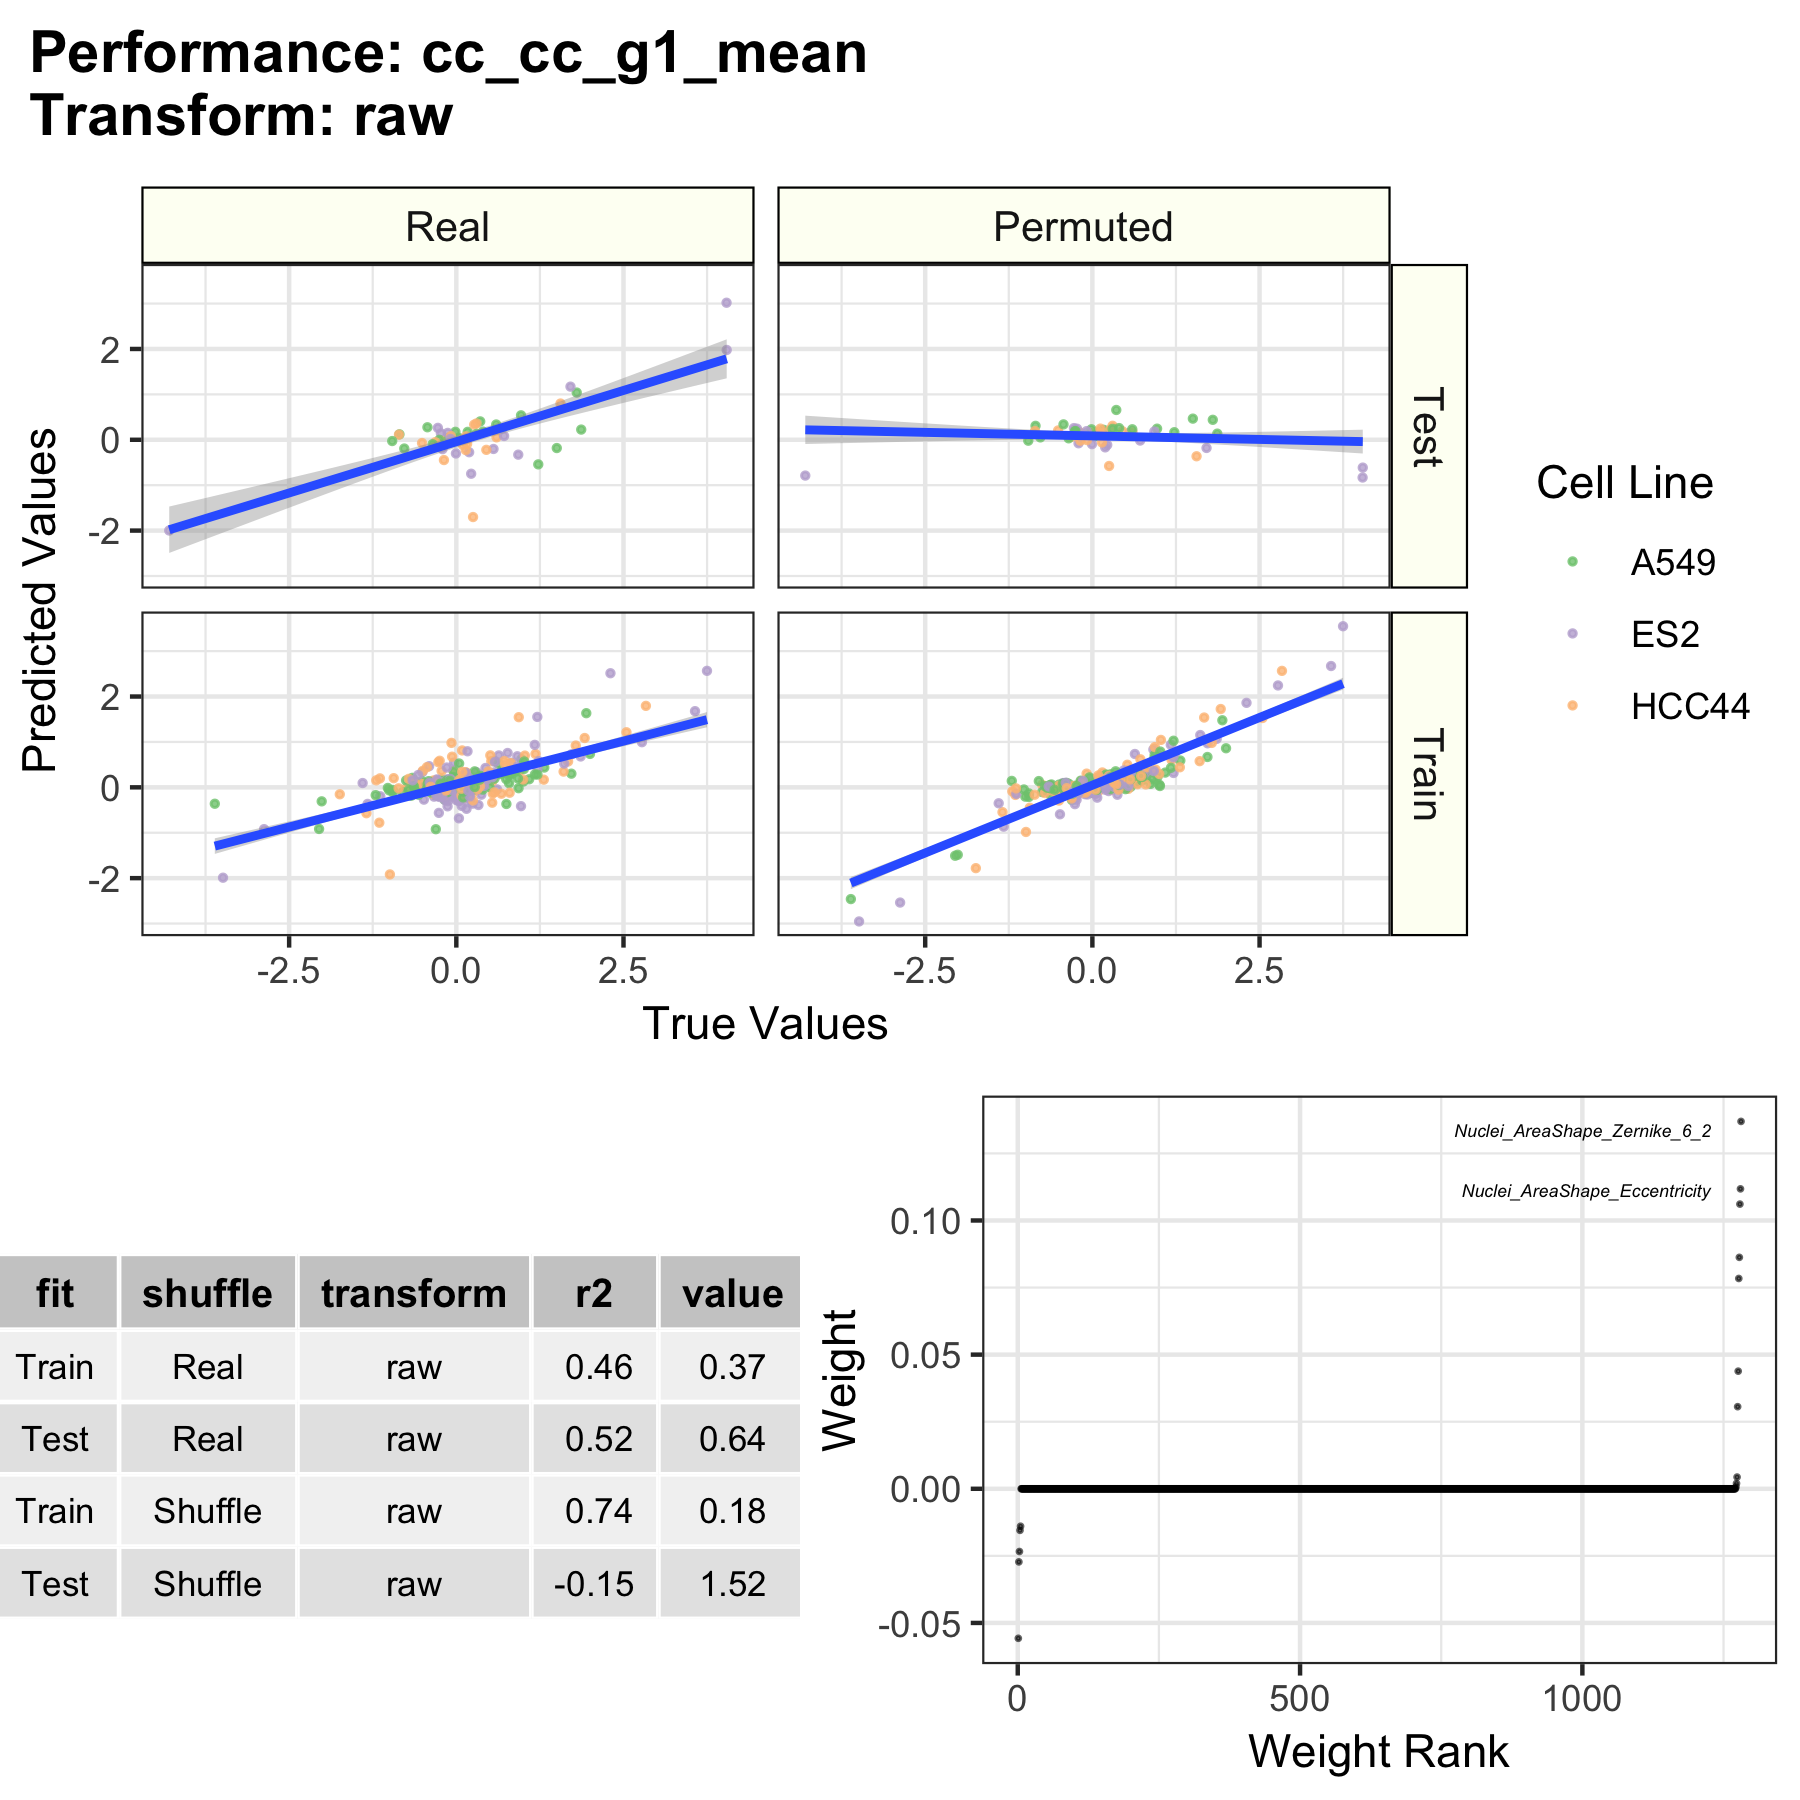 Performance: cc_cc_g1_mean
Transform: raw
Real
Permuted
Predicted Values
2
0
-2
Test
2
0
-2
Train
-2.5
0.0
2.5
-2.5
0.0
2.5
True Values
Cell Line
A549
ES2
HCC44
fit shuffle transform r2 value
Train Real raw 0.46 0.37
Test Real raw 0.52 0.64
Train Shuffle raw 0.74 0.18
Test Shuffle raw -0.15 1.52
Weight
0.10
0.05
0.00
-0.05
Nuclei_AreaShape_Zernike_6_2
Nuclei_AreaShape_Eccentricity
0
500
1000
Weight Rank